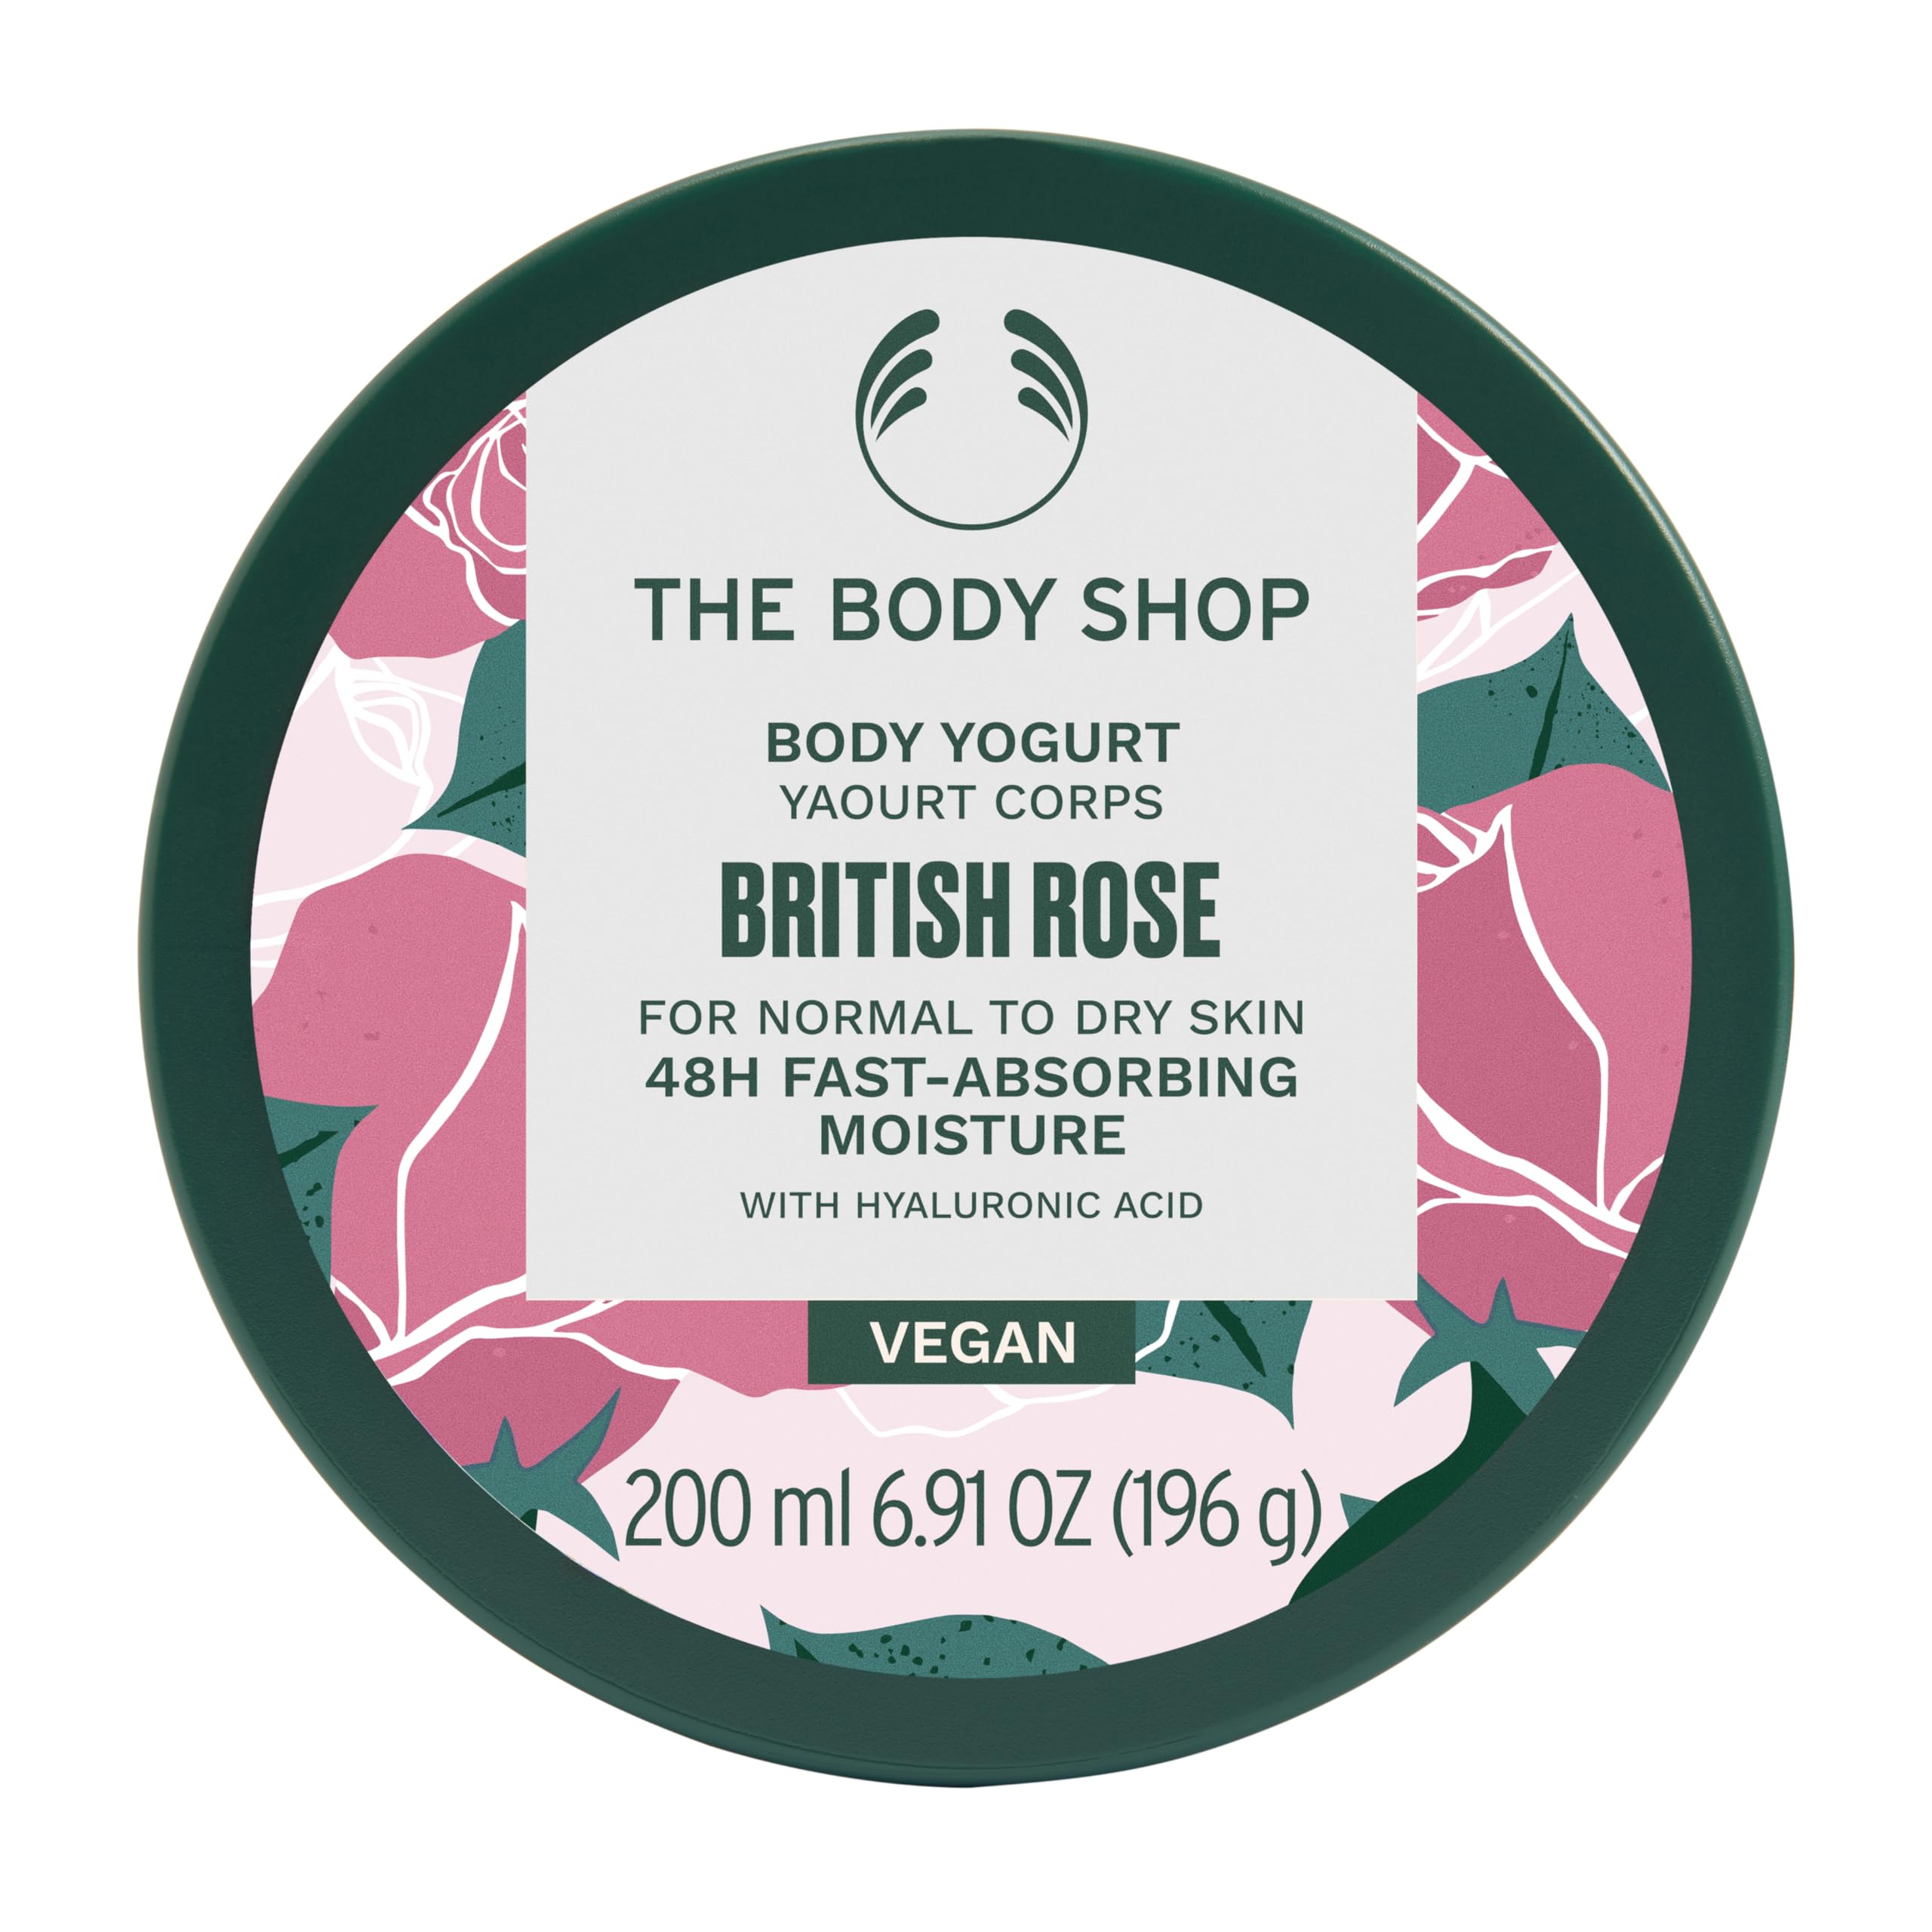 THE BODY SHOP
BODY YOGURT
YAOURT CORPS
BRITISH ROSE
FOR NORMAL TO DRY SKIN
48H FAST-ABSORBING
MOISTURE
WITH HYALURONIC ACID
VEGAN
200 ml 6.91 OZ (196 g)